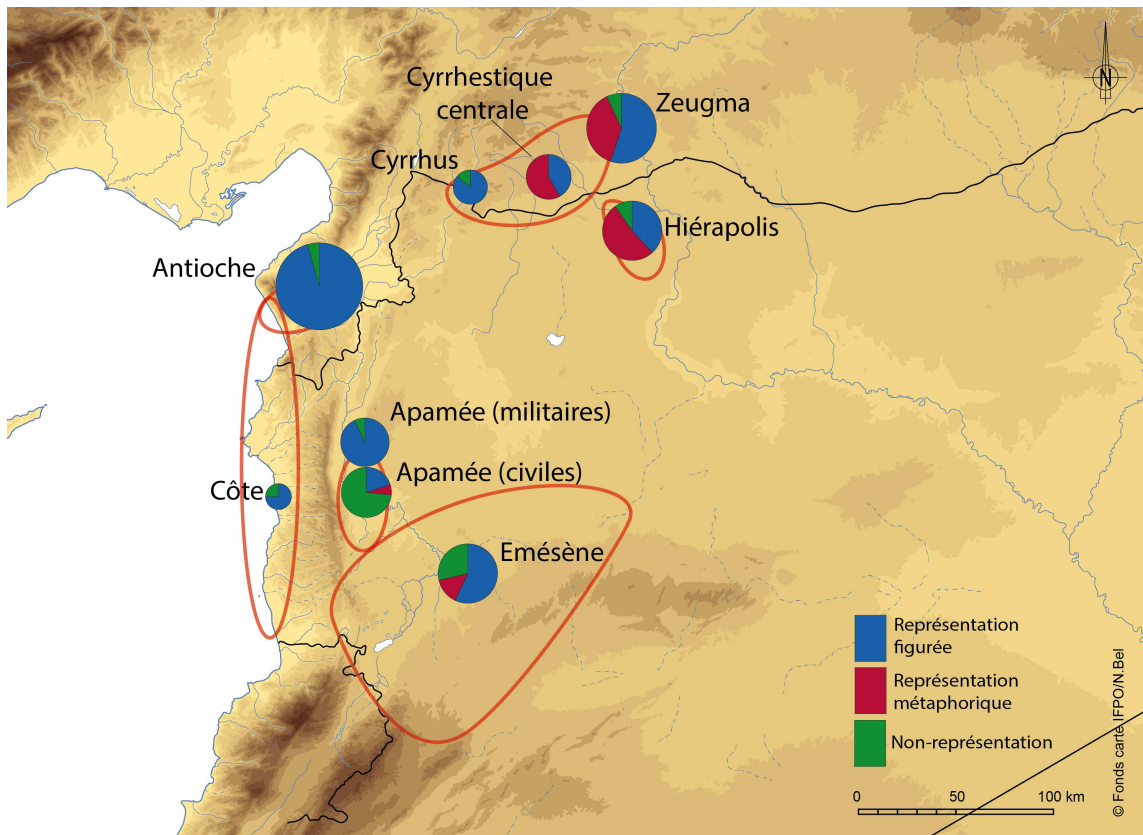 N
Cyrrhestique
centrale
Zeugma
Cyrrhus
Hiérapolis
Antioche
Apamée (militaires)
Apamée (civiles)
Côte
Emésène
Représentation
figurée
Représentation
métaphorique
Non-représentation
0 50 100 km
© Fonds carte IFPO/N.Bel